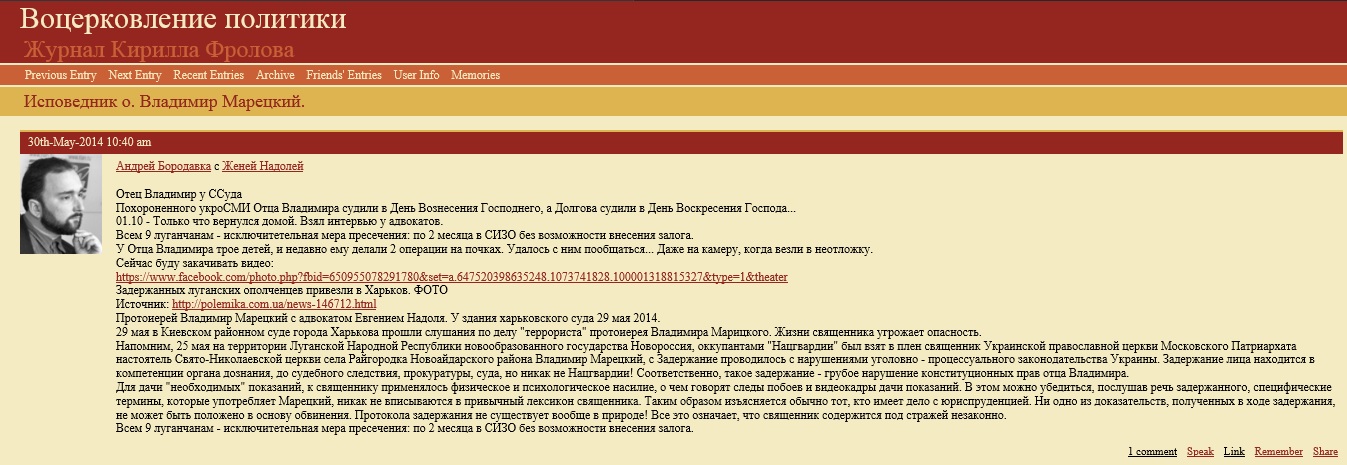 Воцерковление политики
Журнал Кирилла Фролова
Previous Entry Next Entry Recent Entries Archive Friends' Entries User Info Memories
Исповедник о. Владимир Марецкий.
30th-May-2014 10:40 am
Андрей Бородавка с Женей Надолей
Отец Владимир у ССуда
Похороненного укроСМИ Отца Владимира судили в День Вознесения Господнего, а Долгова судили в День Воскресения Господа...
01.10 - Только что вернулся домой. Взял интервью у адвокатов.
Всем 9 луганчанам - исключительная мера пресечения: по 2 месяца в СИЗО без возможности внесения залога.
У Отца Владимира трое детей, и недавно ему делали 2 операции на почках. Удалось с ним пообщаться... Даже на камеру, когда везли в неотложку.
Сейчас буду закачивать видео:
https://www.facebook.com/photo.php?fbid=650955078291780&set=a.647520398635248.1073741828.100001318815327&type=1&theater
Задержанных луганских ополченцев привезли в Харьков. ФОТО
Источник: http://polemika.com.ua/news-146712.html
Протоиерей Владимир Марецкий с адвокатом Евгением Надоля. У здания харьковского суда 29 мая 2014.
29 мая в Киевском районном суде города Харькова прошли слушания по делу "террориста" протоиерея Владимира Марицкого. Жизни священника угрожает опасность.
Напомним, 25 мая на территории Луганской Народной Республики новообразованного государства Новороссия, оккупантами "Нацгвардии" был взят в плен священник Украинской православной церкви Московского Патриархата
настоятель Свято-Николаевской церкви села Райгородка Новоайдарского района Владимир Марецкий, с Задержание проводилось с нарушениями уголовно - процессуального законодательства Украины. Задержание лица находится в
компетенции органа дознания, до судебного следствия, прокуратуры, суда, но никак не Нацгвардии! Соответственно, такое задержание - грубое нарушение конституционных прав отца Владимира.
Для дачи "необходимых" показаний, к священнику применялось физическое и психологическое насилие, о чем говорят следы побоев и видеокадры дачи показаний. В этом можно убедиться, послушав речь задержанного, специфические
термины, которые употребляет Марецкий, никак не вписываются в привычный лексикон священника. Таким образом изъясняется обычно тот, кто имеет дело с юриспруденцией. Ни одно из доказательств, полученных в ходе задержания,
не может быть положено в основу обвинения. Протокола задержания не существует вообще в природе! Все это означает, что священник содержится под стражей незаконно.
Всем 9 луганчанам - исключительная мера пресечения: по 2 месяца в СИЗО без возможности внесения залога.
1 comment Speak Link Remember Share